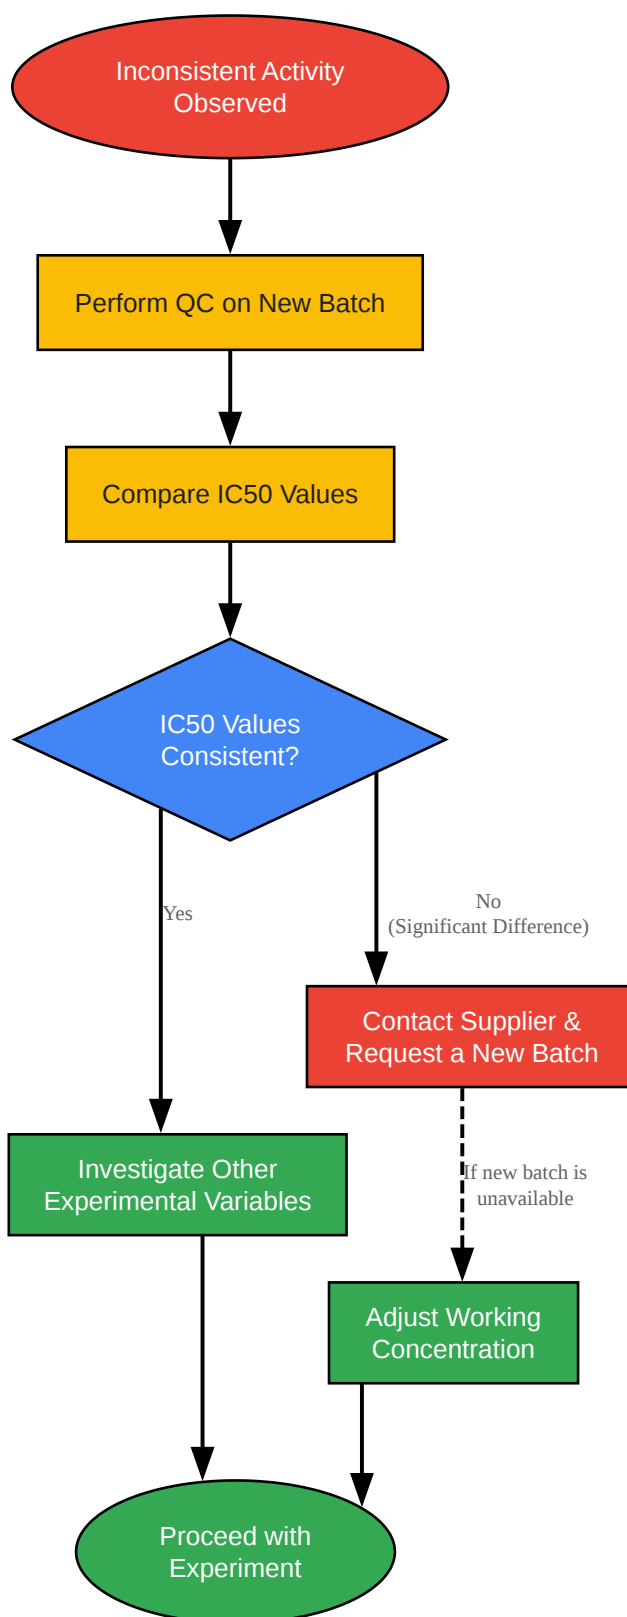 Inconsistent Activity
Observed
Perform QC on New Batch
Compare IC50 Values
IC50 Values
Consistent?
No
(Significant Difference)
Yes
Contact Supplier &
Request a New Batch
Investigate Other
Experimental Variables
If new batch is
unavailable
Adjust Working
Concentration
Proceed with
Experiment